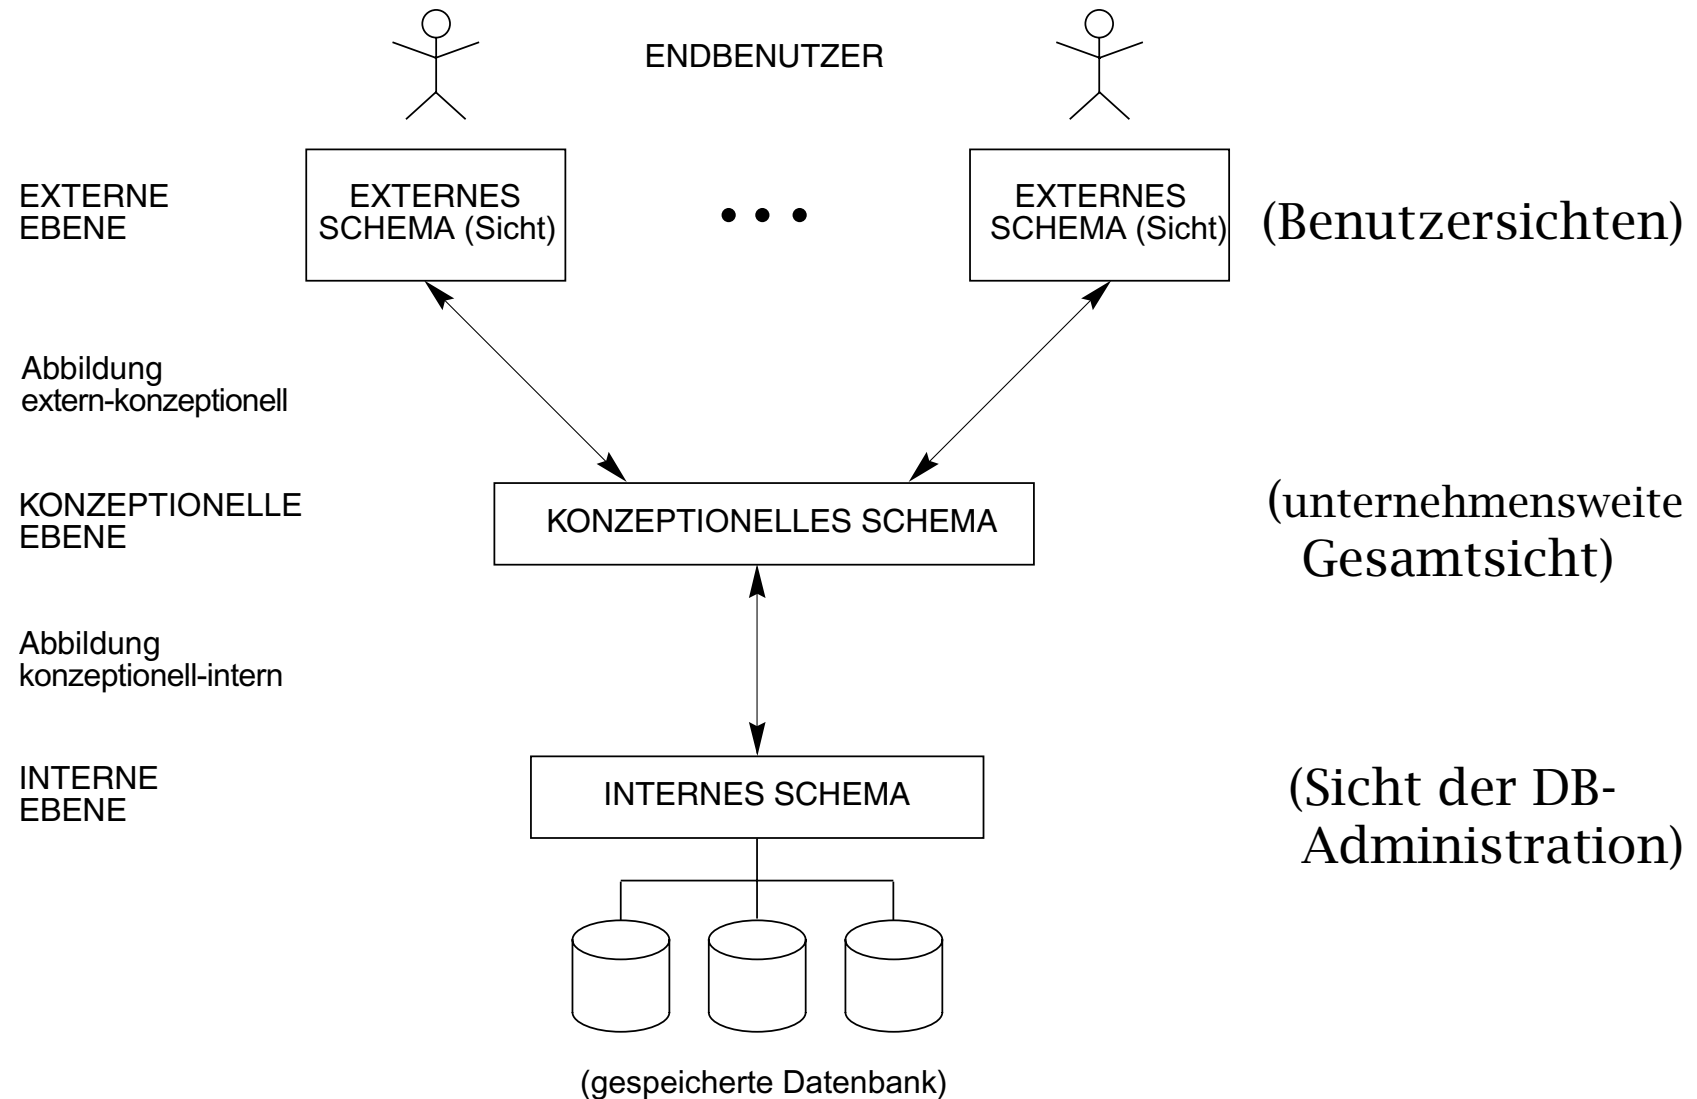 ENDBENUTZER
EXTERNE
EBENE
EXTERNES
SCHEMA (Sicht)
• • •
EXTERNES
SCHEMA (Sicht)
(Benutzersichten)
Abbildung
extern-konzeptionell
KONZEPTIONELLE
EBENE
KONZEPTIONELLES SCHEMA
(unternehmensweite
Gesamtsicht)
Abbildung
konzeptionell-intern
INTERNE
EBENE
INTERNES SCHEMA
(Sicht der DB-
Administration)
(gespeicherte Datenbank)